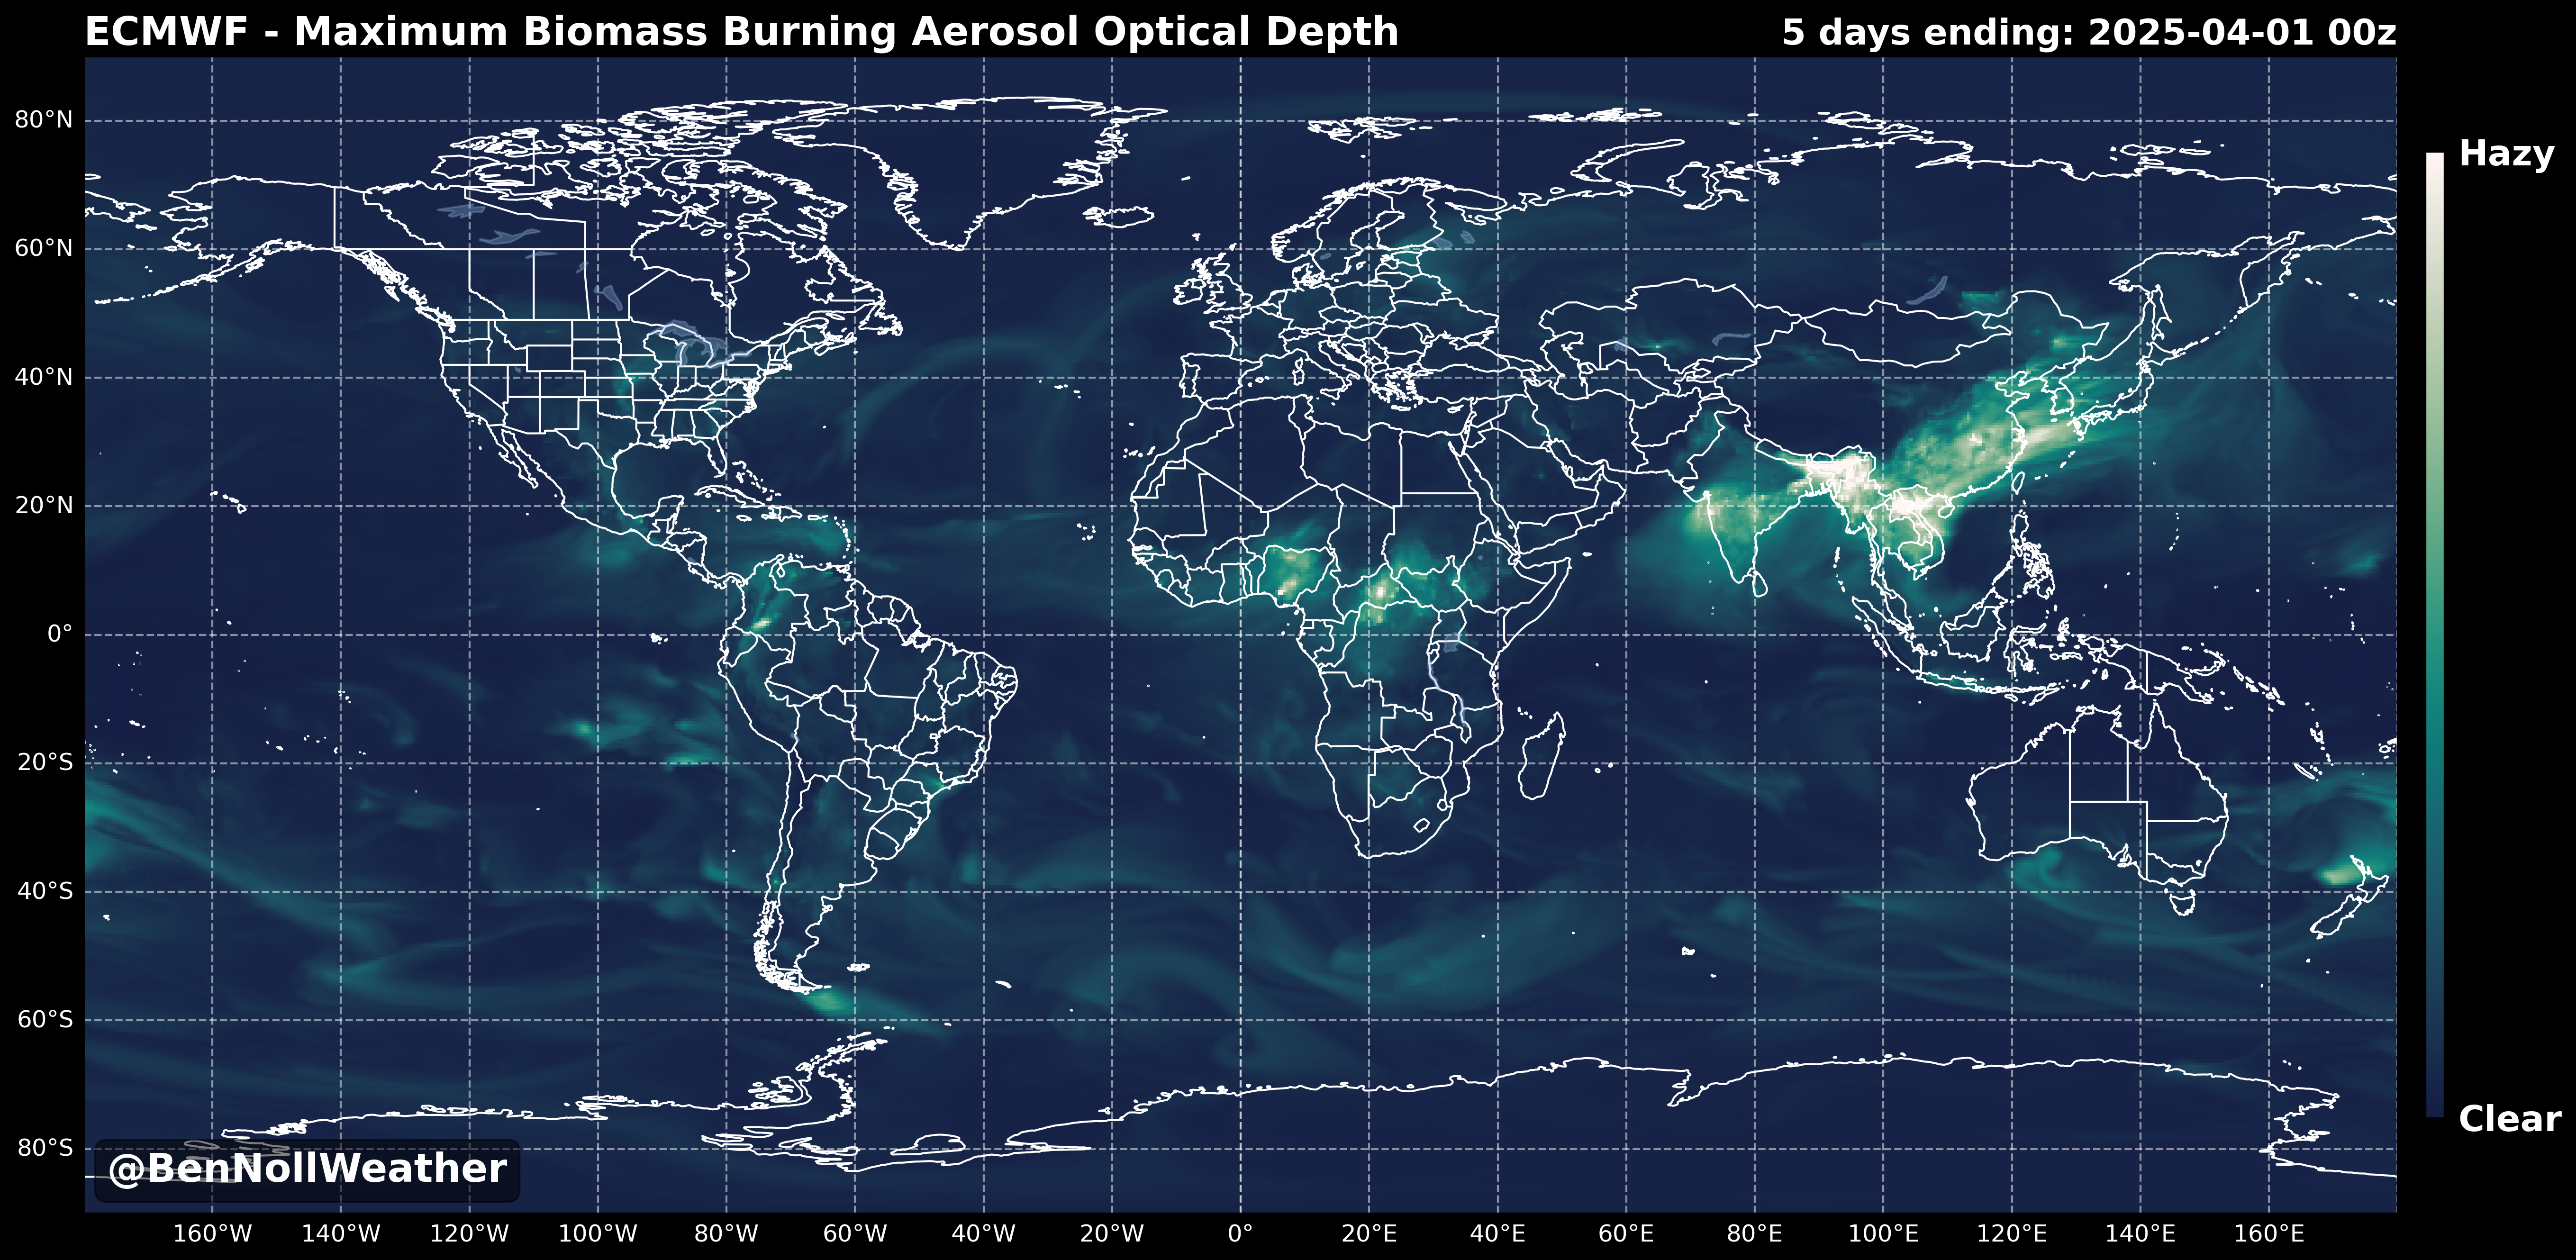 ECMWF - Maximum Biomass Burning Aerosol Optical Depth
5 days ending: 2025-04-01 00z
Hazy
80°N
60°N
40°N
20°N
0°
20°S
40°S
60°S
80°S
Clear
@BenNollWeather
160°W 140°W 120°W 100°W 80°W 60°W 40°W 20°W 0° 20°E 40°E 60°E 80°E 100°E 120°E 140°E 160°E